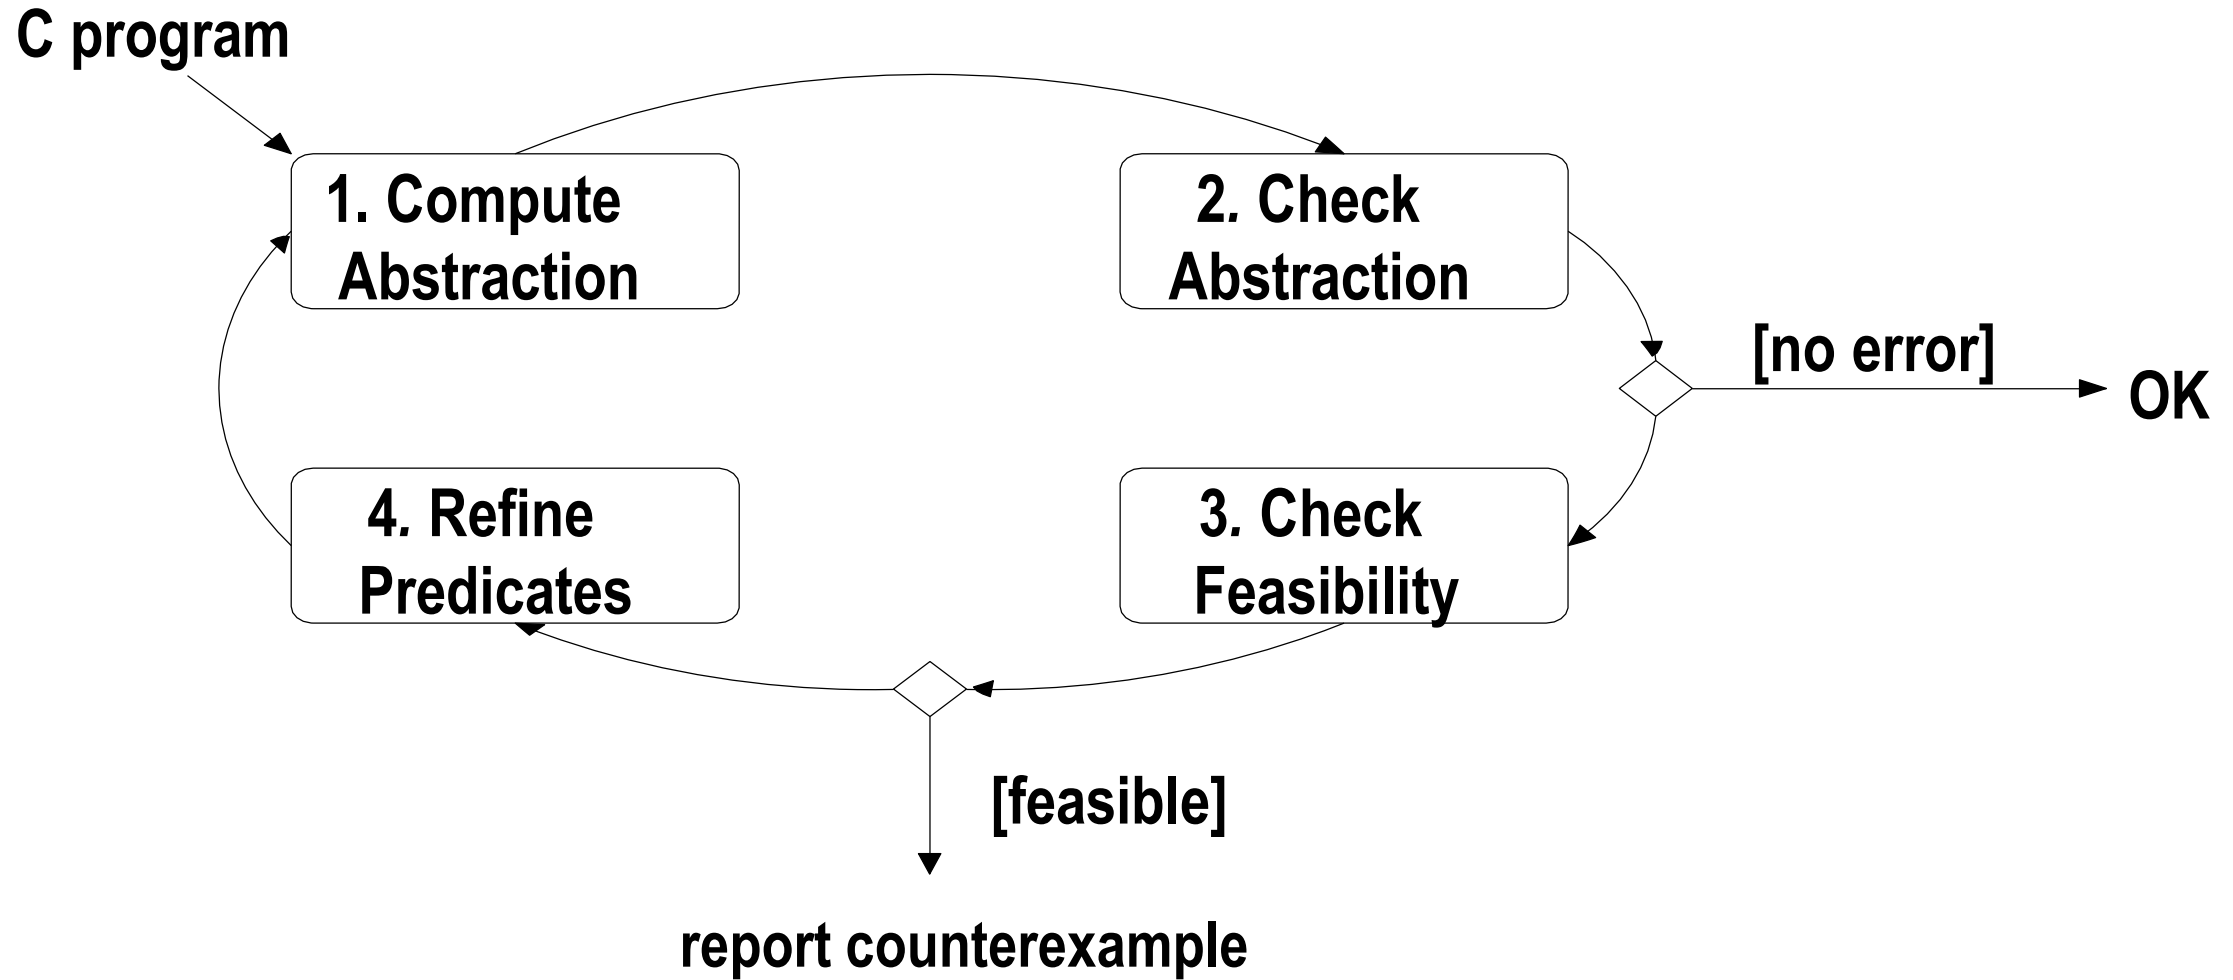 C program
1. Compute
Abstraction
2. Check
Abstraction
[no error]
OK
4. Refine
Predicates
3. Check
Feasibility
[feasible]
report counterexample